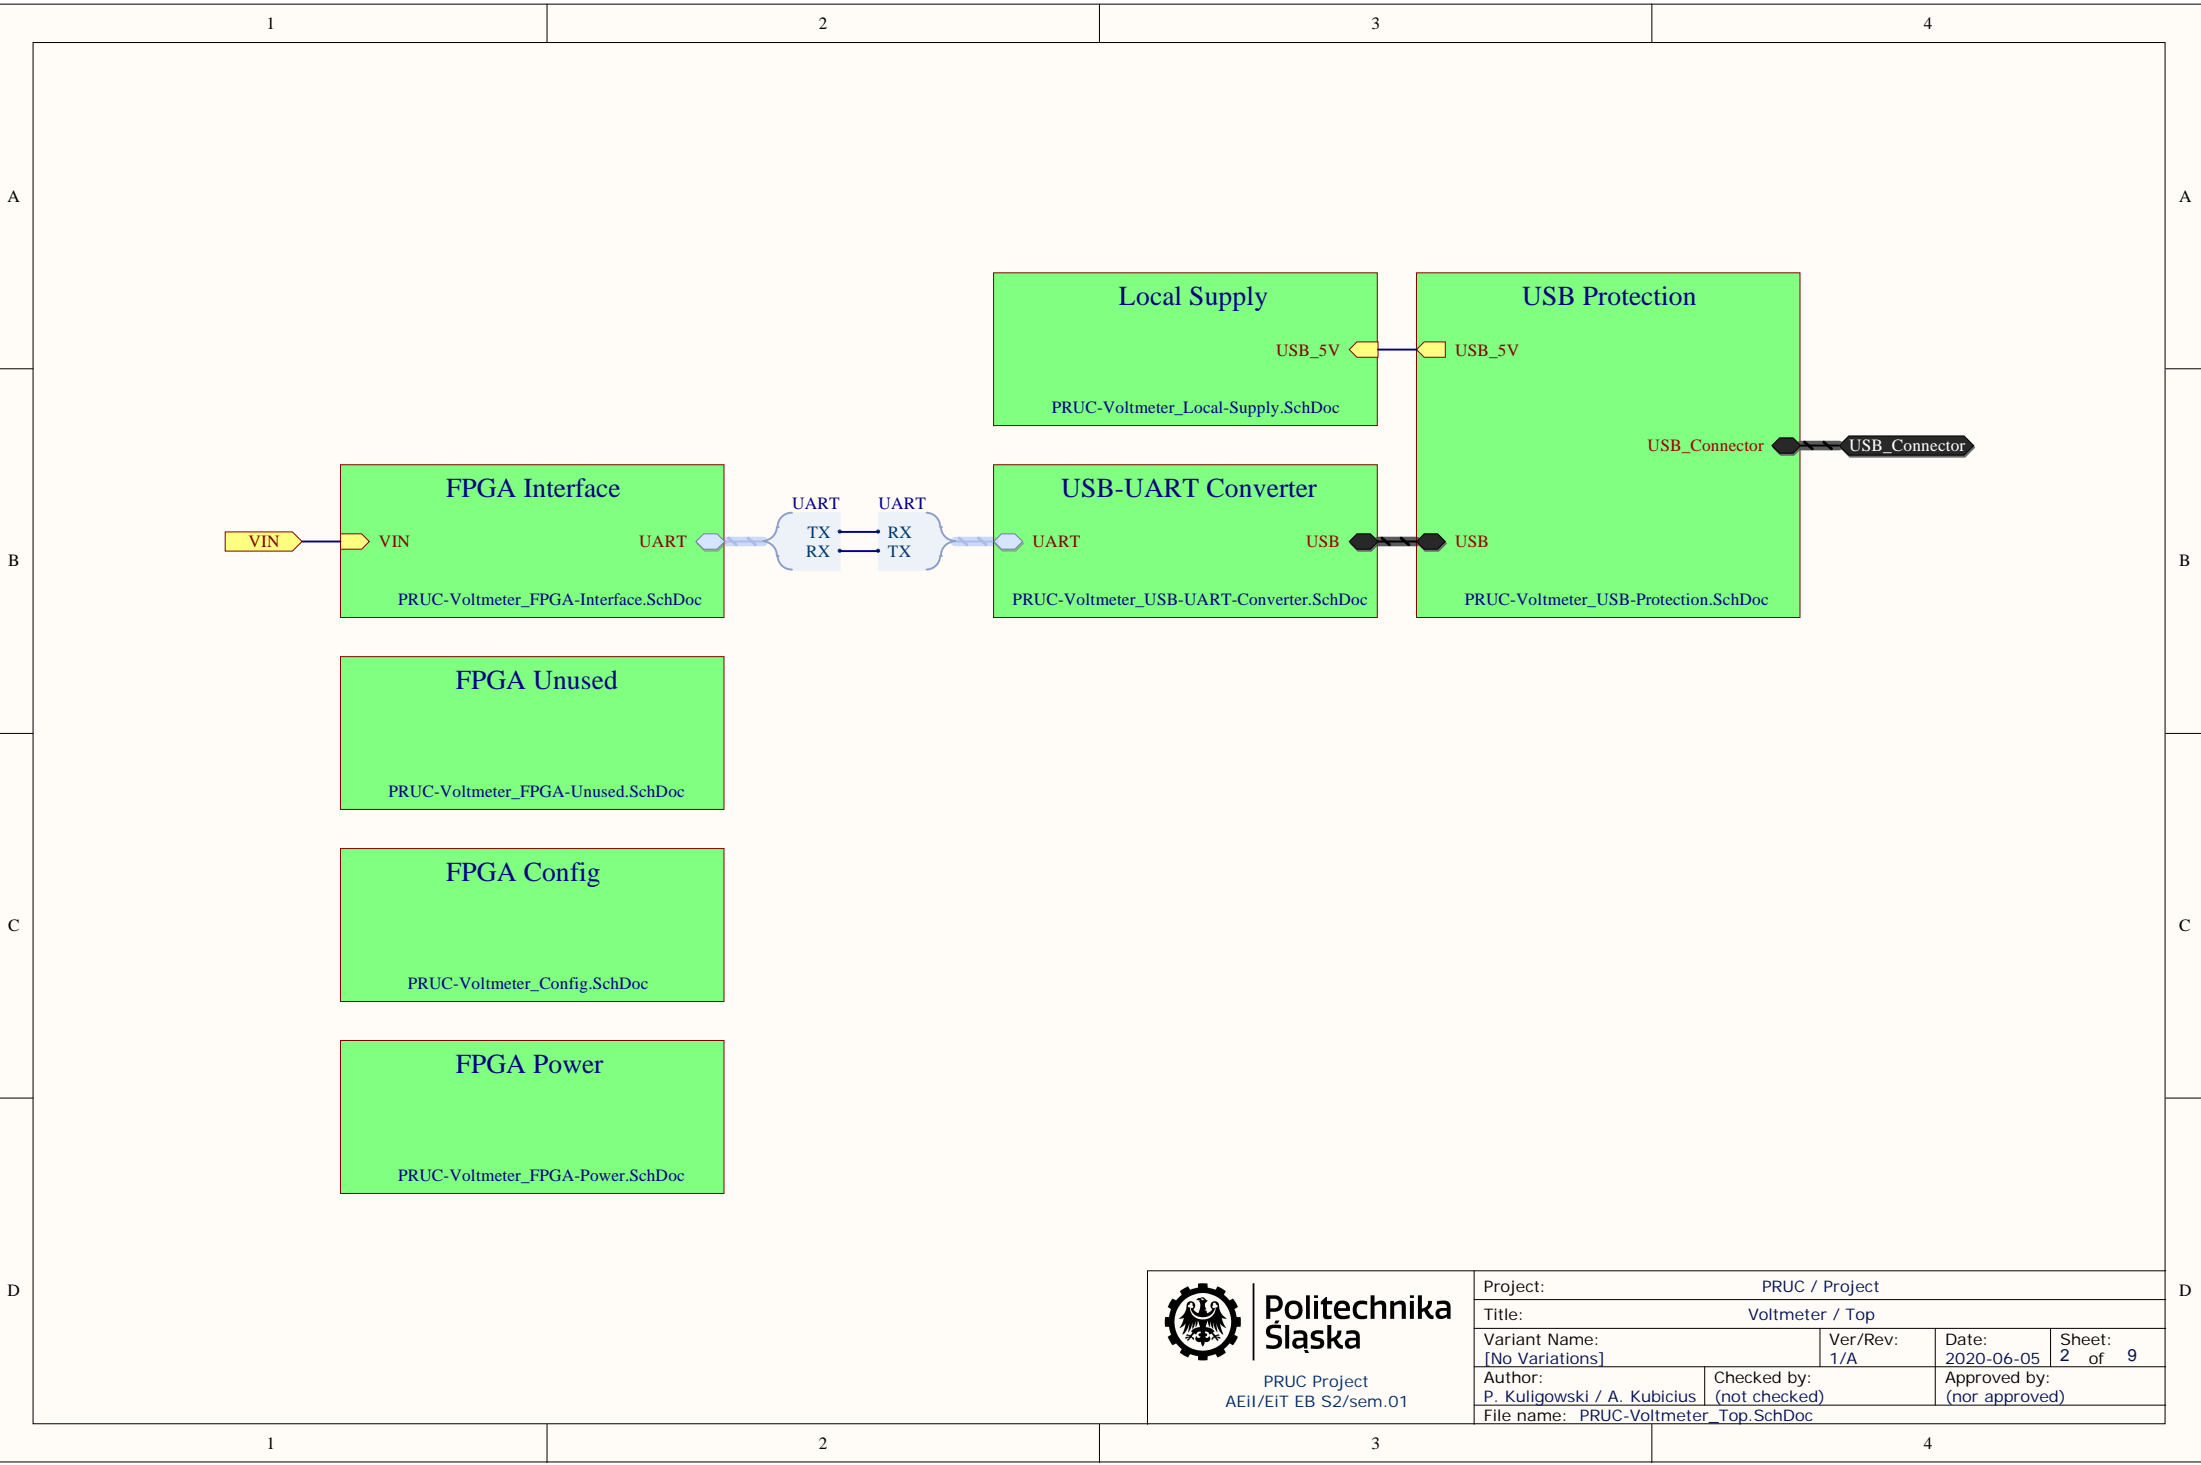 1 2 3 4
A A
Local Supply
USB_5V
PRUC-Voltmeter_Local-Supply.SchDoc
USB Protection
USB_5V
USB_Connector
USB_Connector
USB
PRUC-Voltmeter_USB-Protection.SchDoc
VIN
FPGA Interface
VIN
UART
PRUC-Voltmeter_FPGA-Interface.SchDoc
UART UART
TX RX
RX TX
USB-UART Converter
UART
USB
PRUC-Voltmeter_USB-UART-Converter.SchDoc
B B
FPGA Unused
PRUC-Voltmeter_FPGA-Unused.SchDoc
FPGA Config
C C
PRUC-Voltmeter_Config.SchDoc
FPGA Power
PRUC-Voltmeter_FPGA-Power.SchDoc
D D
Politechnika
Śląska
PRUC Project
AEiI/EiT EB S2/sem.01
Project: PRUC / Project
Title: Voltmeter / Top
Variant Name:
[No Variations]
Ver/Rev:
1/A
Date:
2020-06-05
Sheet:
2 of 9
Author:
P. Kuligowski / A. Kubicius
Checked by:
(not checked)
Approved by:
(nor approved)
File name: PRUC-Voltmeter_Top.SchDoc
1 2 3 4